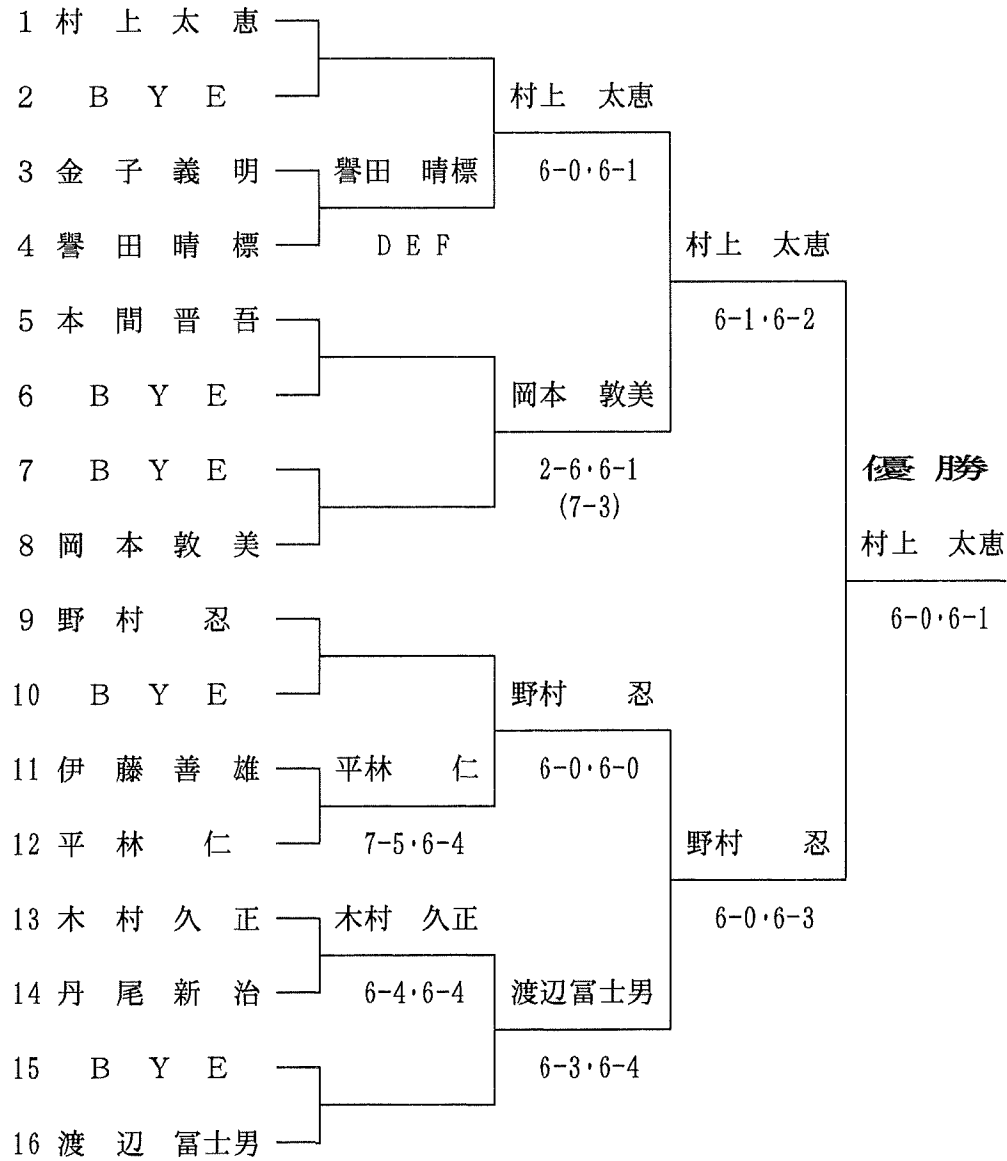 1 村上太恵
2 BYE
村上 太恵
3 金子義明 譽田 晴標 6-0・6-1
4 譽田晴標 DEF 村上 太恵
5 本間晋吾 6-1・6-2
6 BYE 岡本 敦美
7 BYE 2-6・6-1 優勝
(7-3)
8 岡本敦美 村上 太恵
9 野村忍 6-0・6-1
10 BYE 野村 忍
11 伊藤善雄 平林 仁 6-0・6-0
12 平林仁 7-5・6-4 野村 忍
13 木村久正 木村 久正 6-0・6-3
14 丹尾新治 6-4・6-4 渡辺冨士男
15 BYE 6-3・6-4
16 渡辺冨士男